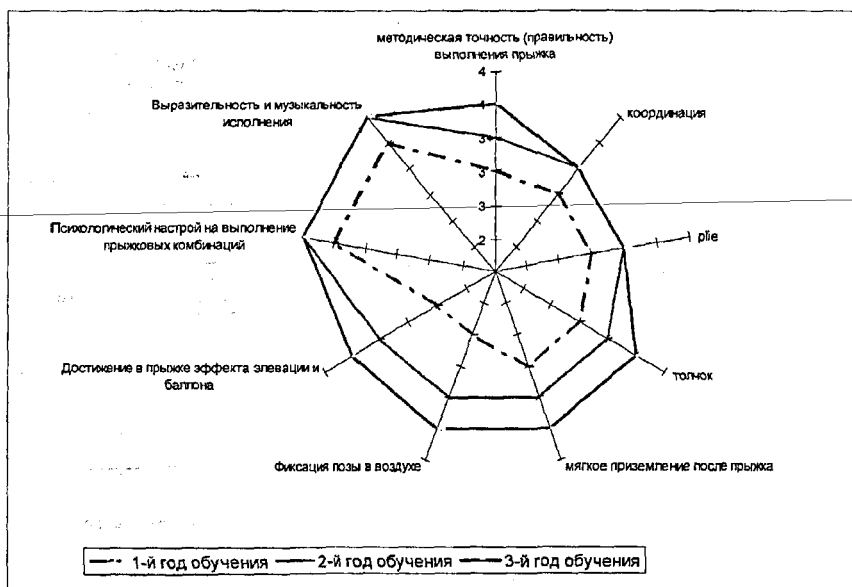 методическая точность (правильность)
выполнения прыжка
4
4
3
3
3
2
координация
plie
толчок
мягкое приземление после прыжка
Фиксация позы в воздухе
Достижение в прыжке эффекта элевации и
баллона
Психологический настрой на выполнение
прыжковых комбинаций
Выразительность и музыкальность
исполнения
1-й год обучения
2-й год обучения
3-й год обучения